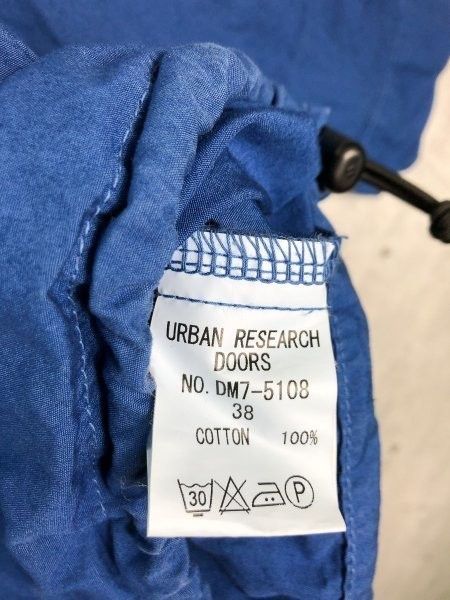 URBAN RESEARCH
DOORS
NO. DM7-5108
38
COTTON 100%
30 P